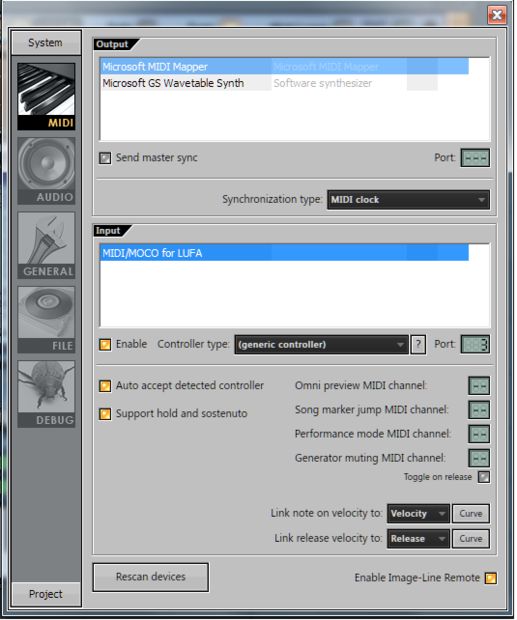 System
MIDI
AUDIO
GENERAL
FILE
DEBUG
Project
Output
Microsoft MIDI Mapper Microsoft MIDI Mapper
Microsoft GS Wavetable Synth Software synthesizer
Send master sync Port: ---
Synchronization type: MIDI clock
Input
MIDI/MOCO for LUFA
Enable Controller type: (generic controller) ? Port: 3
Auto accept detected controller
Support hold and sostenuto
Omni preview MIDI channel: --
Song marker jump MIDI channel: --
Performance mode MIDI channel: --
Generator muting MIDI channel: --
Toggle on release
Link note on velocity to: Velocity Curve
Link release velocity to: Release Curve
Rescan devices
Enable Image-Line Remote